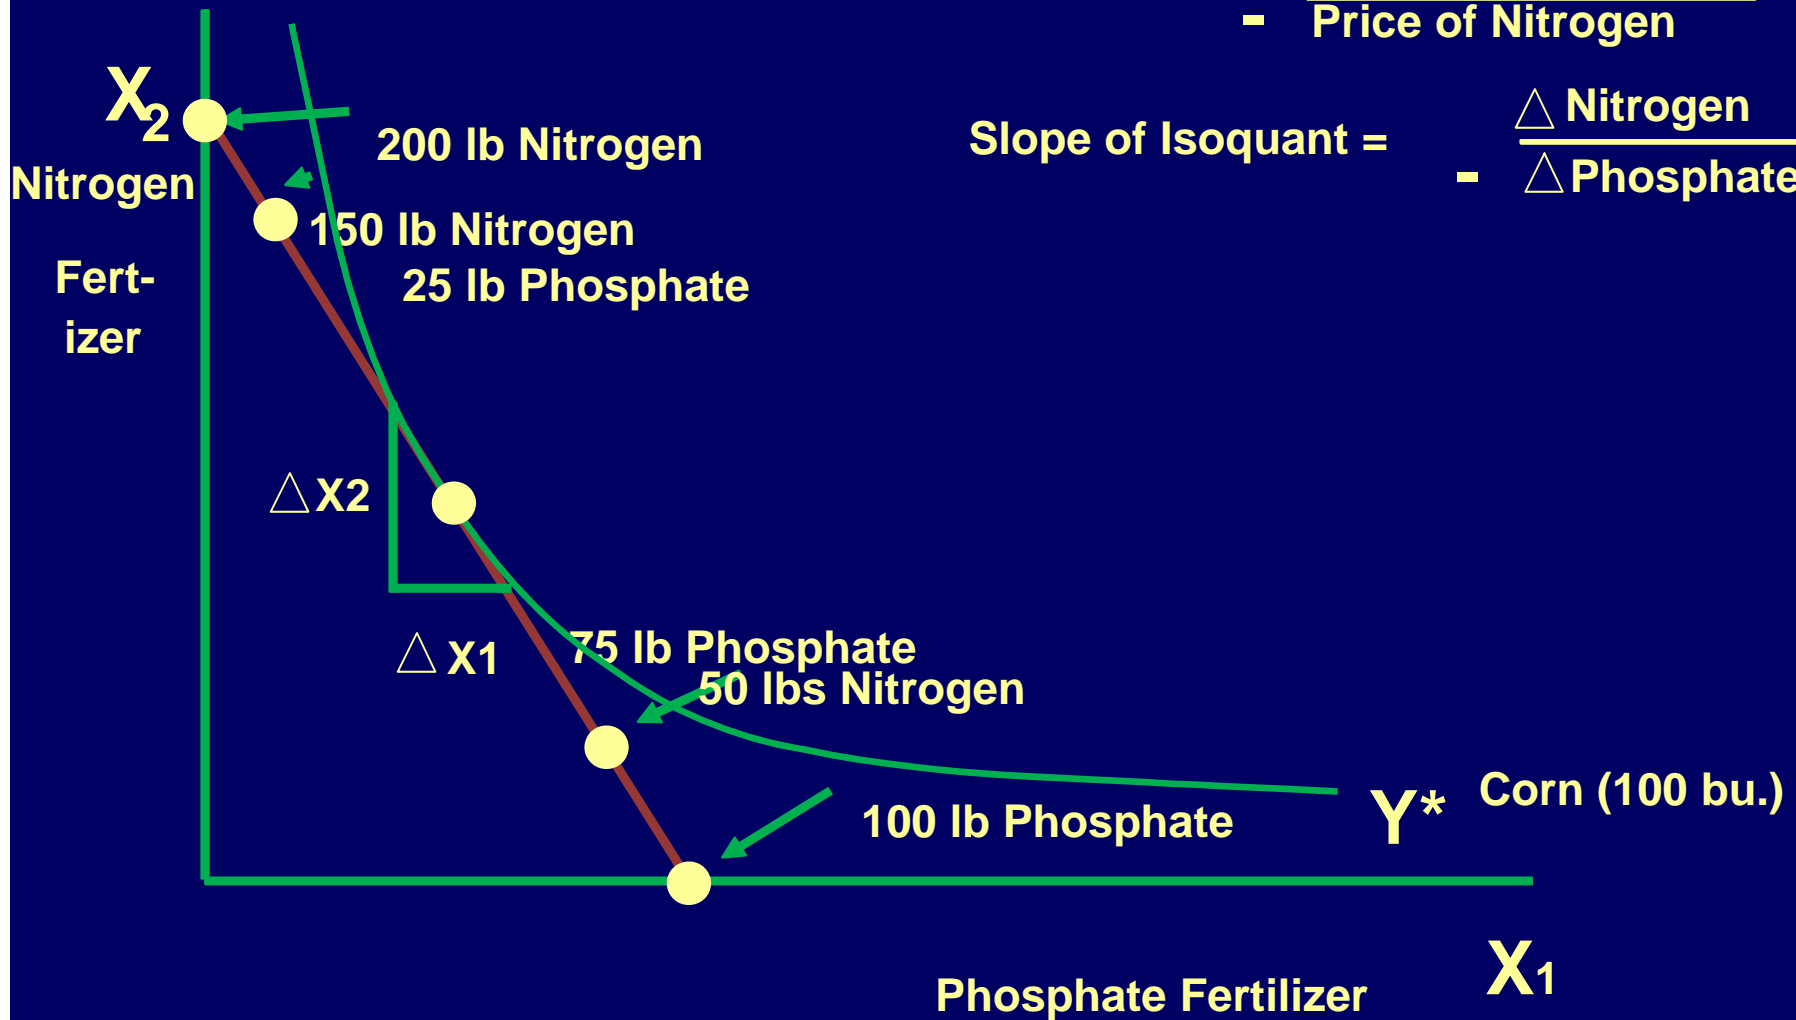 - Price of Nitrogen
X2
Nitrogen
Fert-
izer
200 lb Nitrogen
150 lb Nitrogen
25 lb Phosphate
Slope of Isoquant =
△ Nitrogen
- △ Phosphate
△ X2
△ X1
75 lb Phosphate
50 lbs Nitrogen
100 lb Phosphate
Y* Corn (100 bu.)
X1
Phosphate Fertilizer